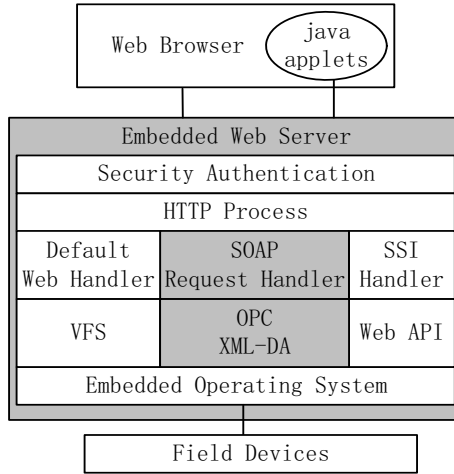 Web Browser
java
applets
Embedded Web Server
Security Authentication
HTTP Process
Default
Web Handler
SOAP
Request Handler
SSI
Handler
VFS
OPC
XML-DA
Web API
Embedded Operating System
Field Devices